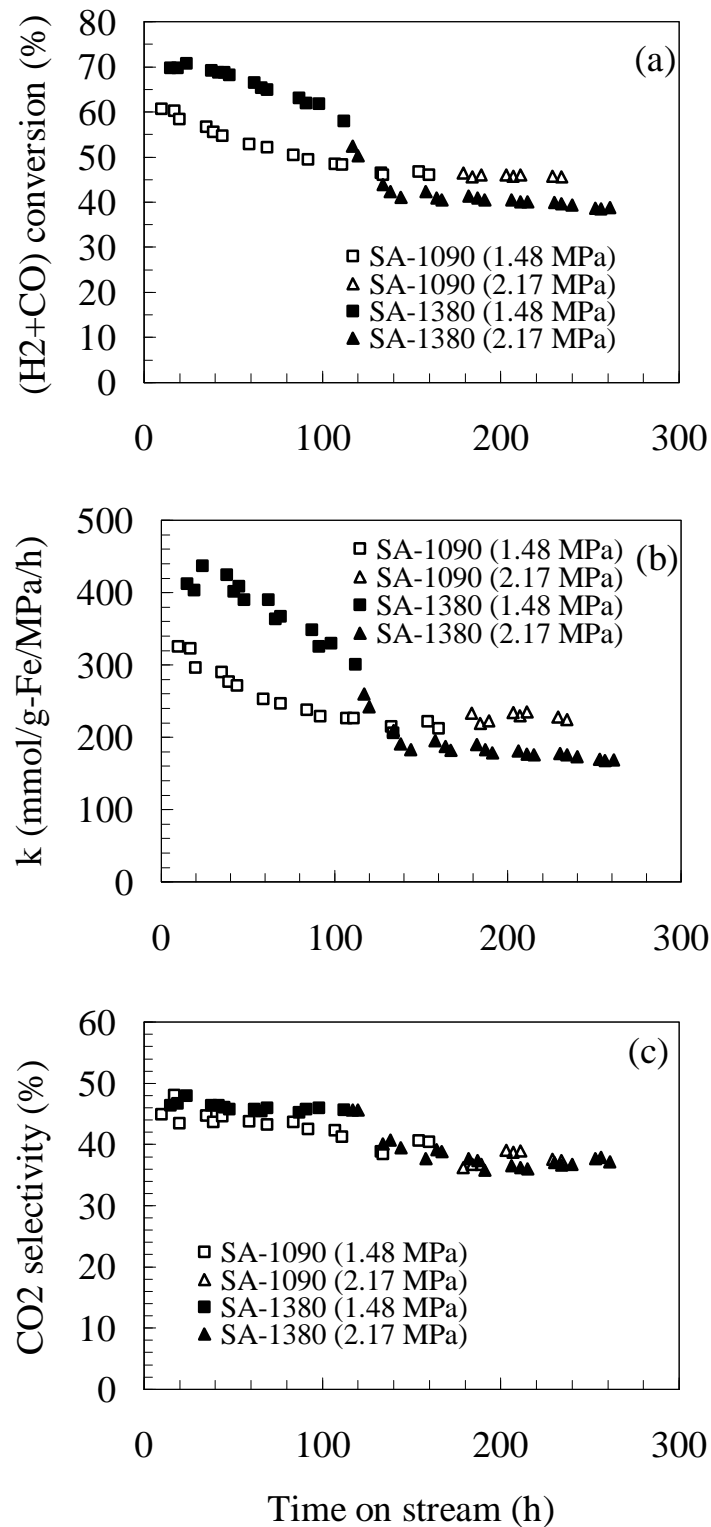 80
70
60
50
40
30
20
10
0
(H2+CO) conversion (%)
(a)
SA-1090 (1.48 MPa)
SA-1090 (2.17 MPa)
SA-1380 (1.48 MPa)
SA-1380 (2.17 MPa)
0 100 200 300
500
400
300
200
100
0
k (mmol/g-Fe/MPa/h)
(b)
SA-1090 (1.48 MPa)
SA-1090 (2.17 MPa)
SA-1380 (1.48 MPa)
SA-1380 (2.17 MPa)
0 100 200 300
60
50
40
30
20
10
0
CO2 selectivity (%)
(c)
SA-1090 (1.48 MPa)
SA-1090 (2.17 MPa)
SA-1380 (1.48 MPa)
SA-1380 (2.17 MPa)
0 100 200 300
Time on stream (h)